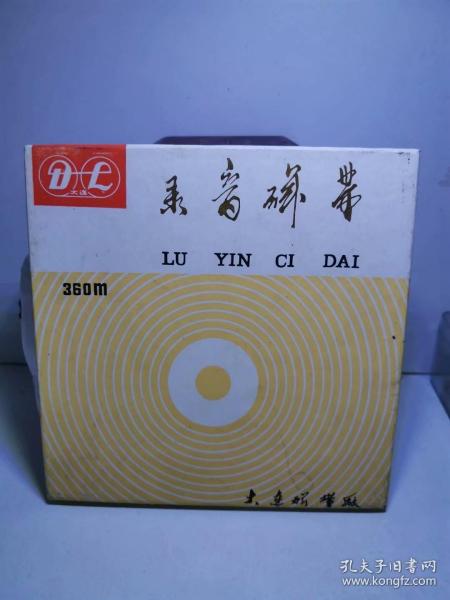 DL
大连
录音磁带
LU YIN CI DAI
360m
大连磁带厂
孔夫子旧书网
www.kongfz.com